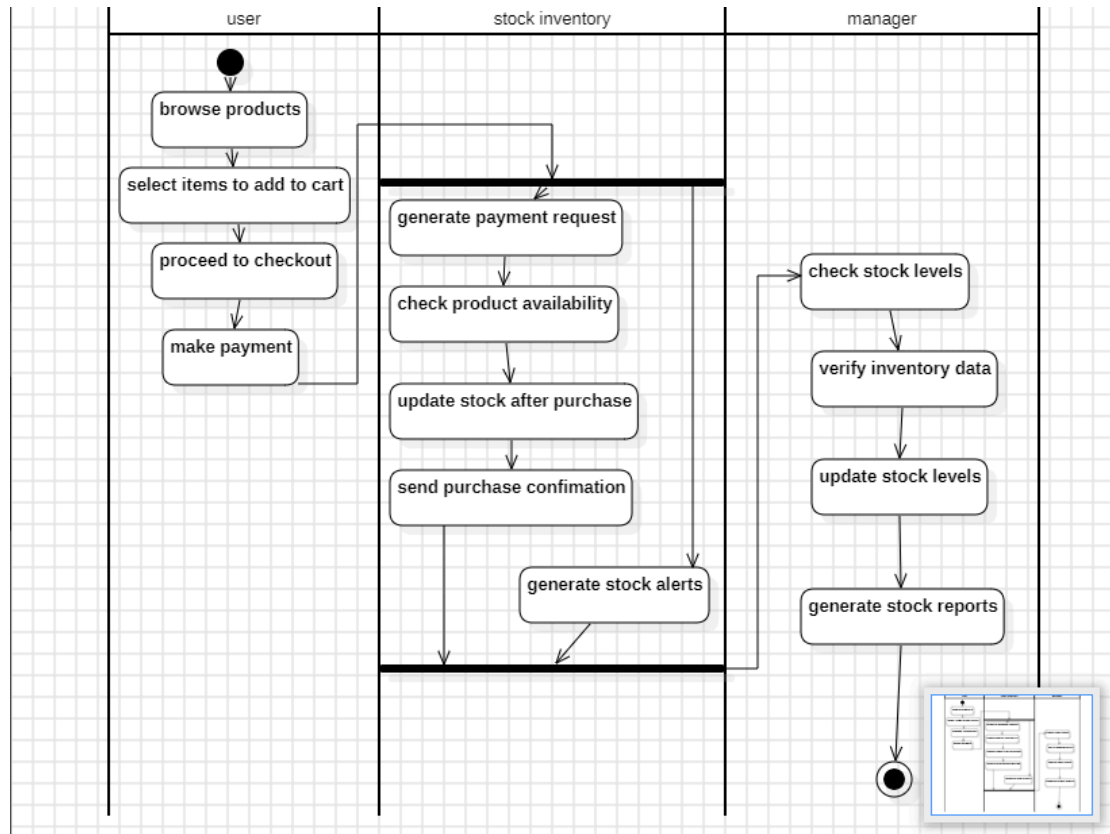 user
stock inventory
manager
browse products
select items to add to cart
proceed to checkout
make payment
generate payment request
check product availability
update stock after purchase
send purchase confimation
generate stock alerts
check stock levels
verify inventory data
update stock levels
generate stock reports